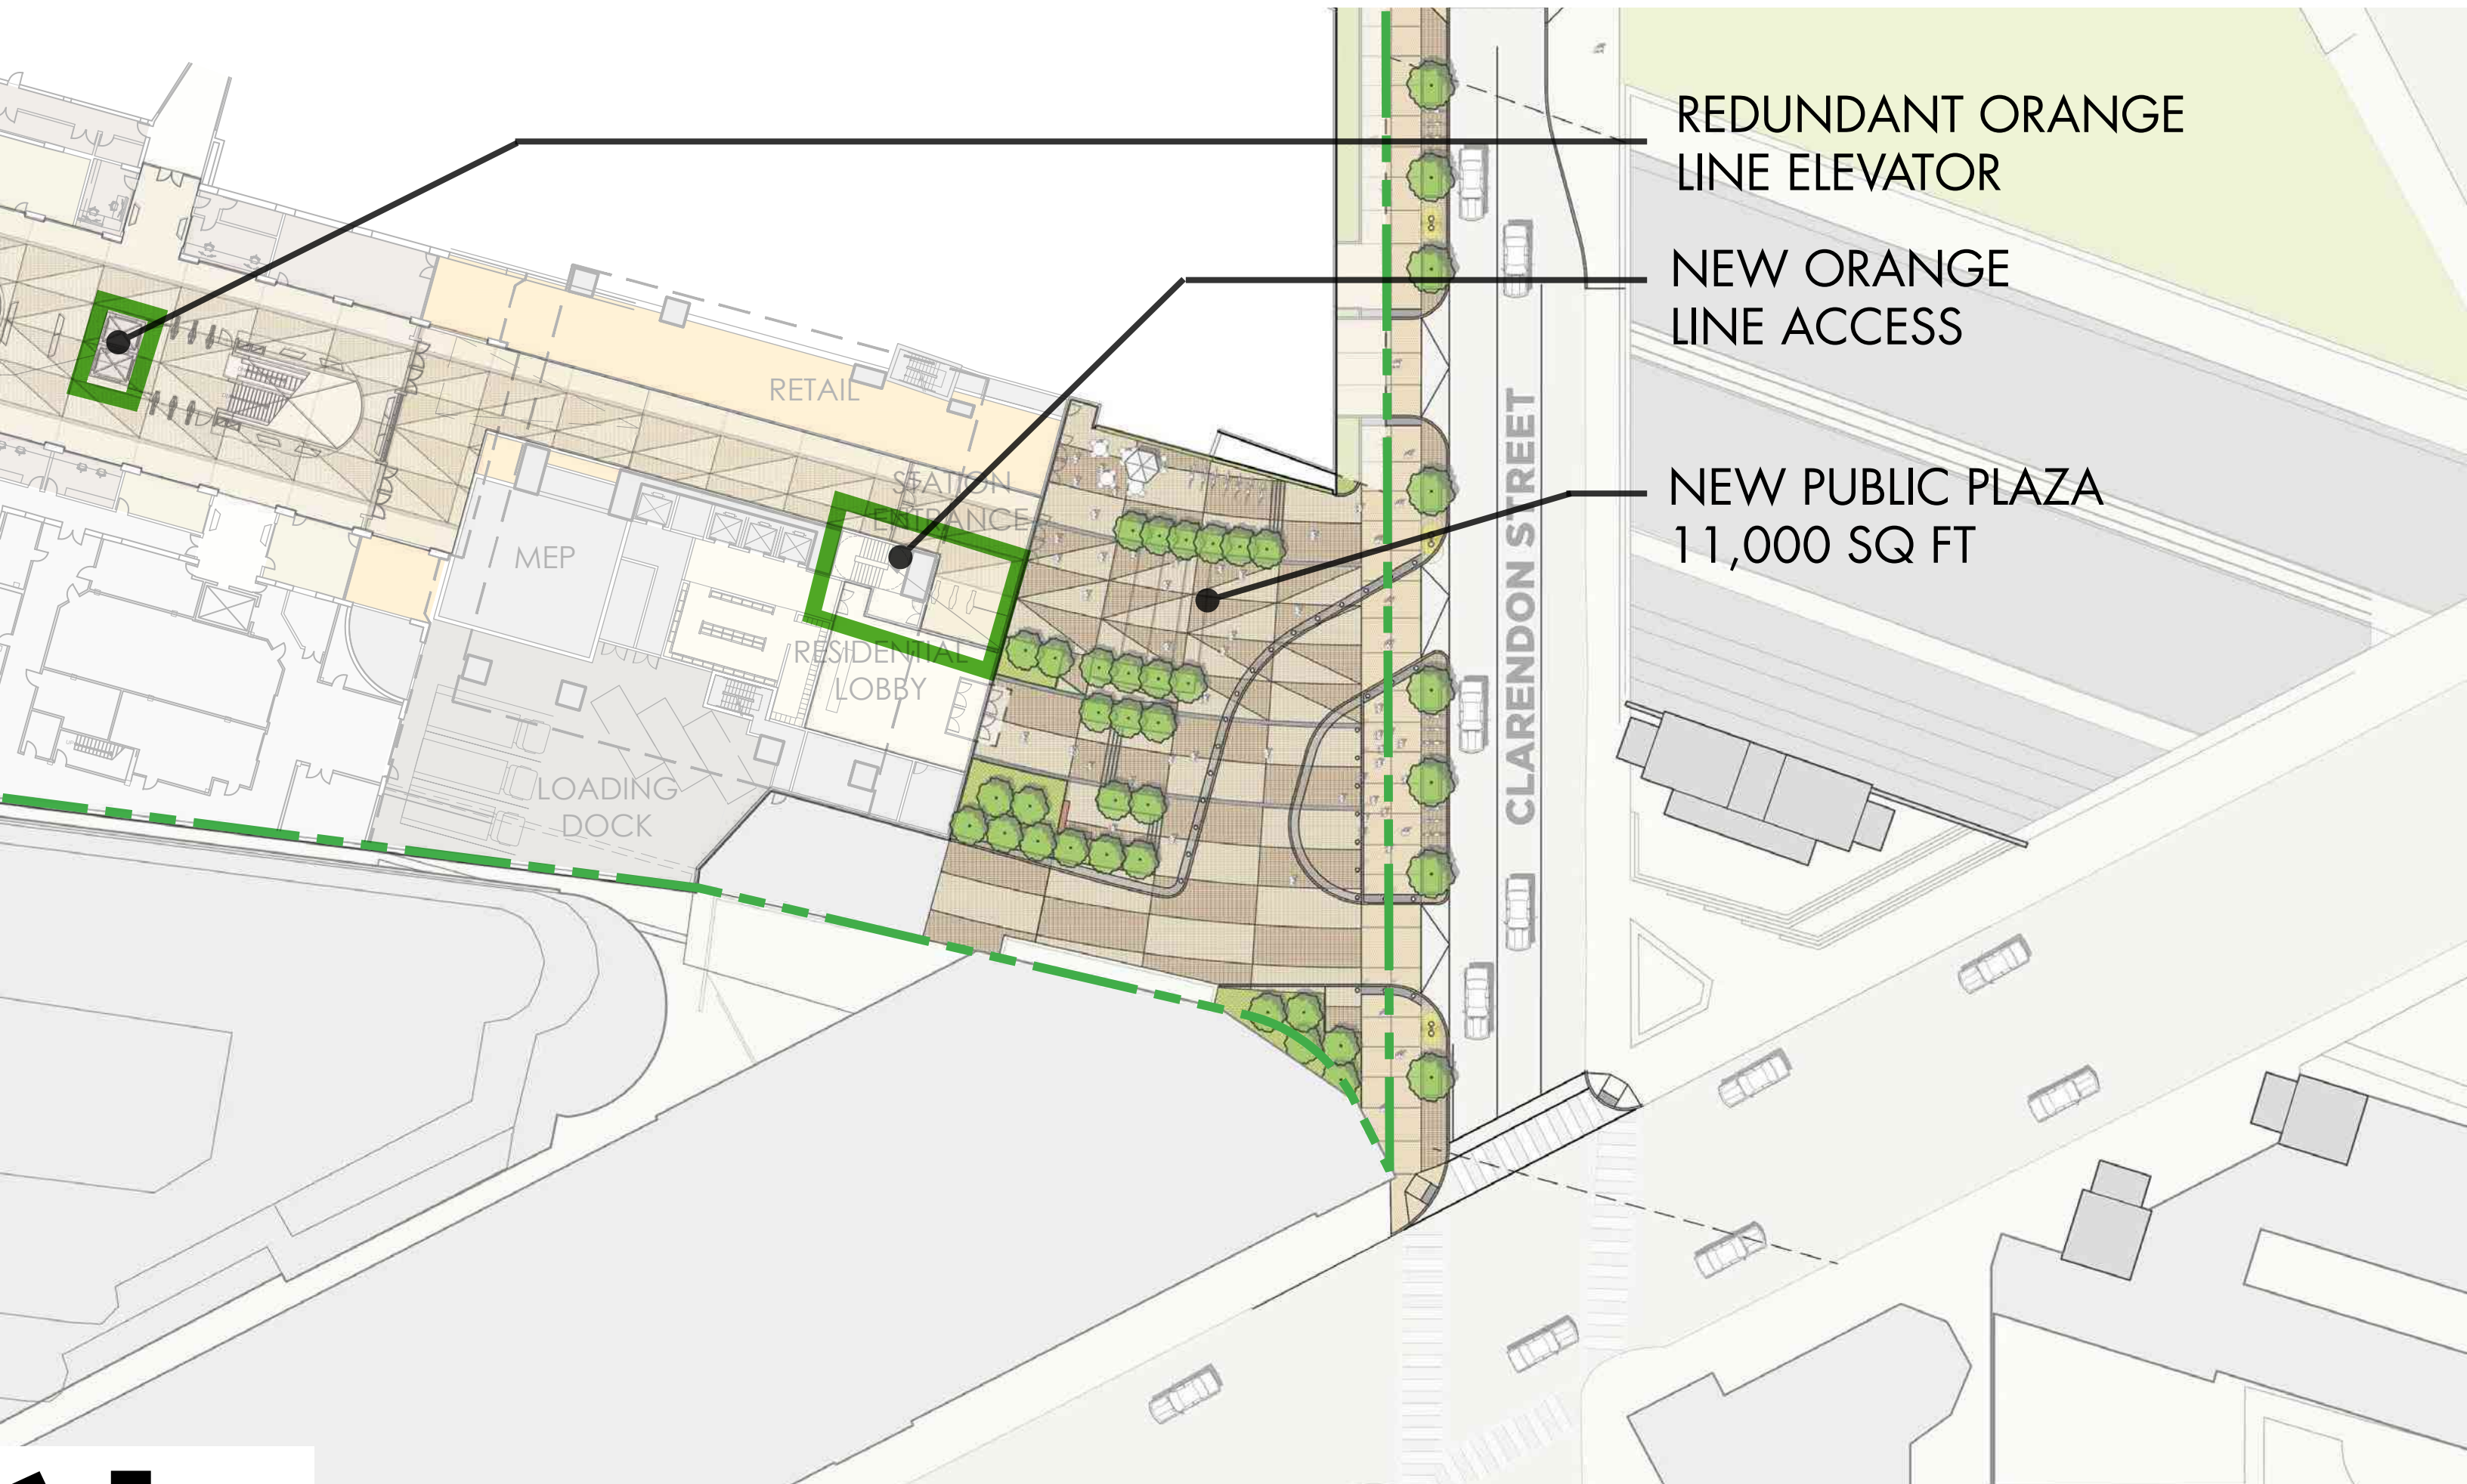 REDUNDANT ORANGE
LINE ELEVATOR
NEW ORANGE
LINE ACCESS
NEW PUBLIC PLAZA
11,000 SQ FT
RETAIL
STATION
ENTRANCE
MEP
RESIDENTIAL
LOBBY
LOADING
DOCK
CLARENDON STREET